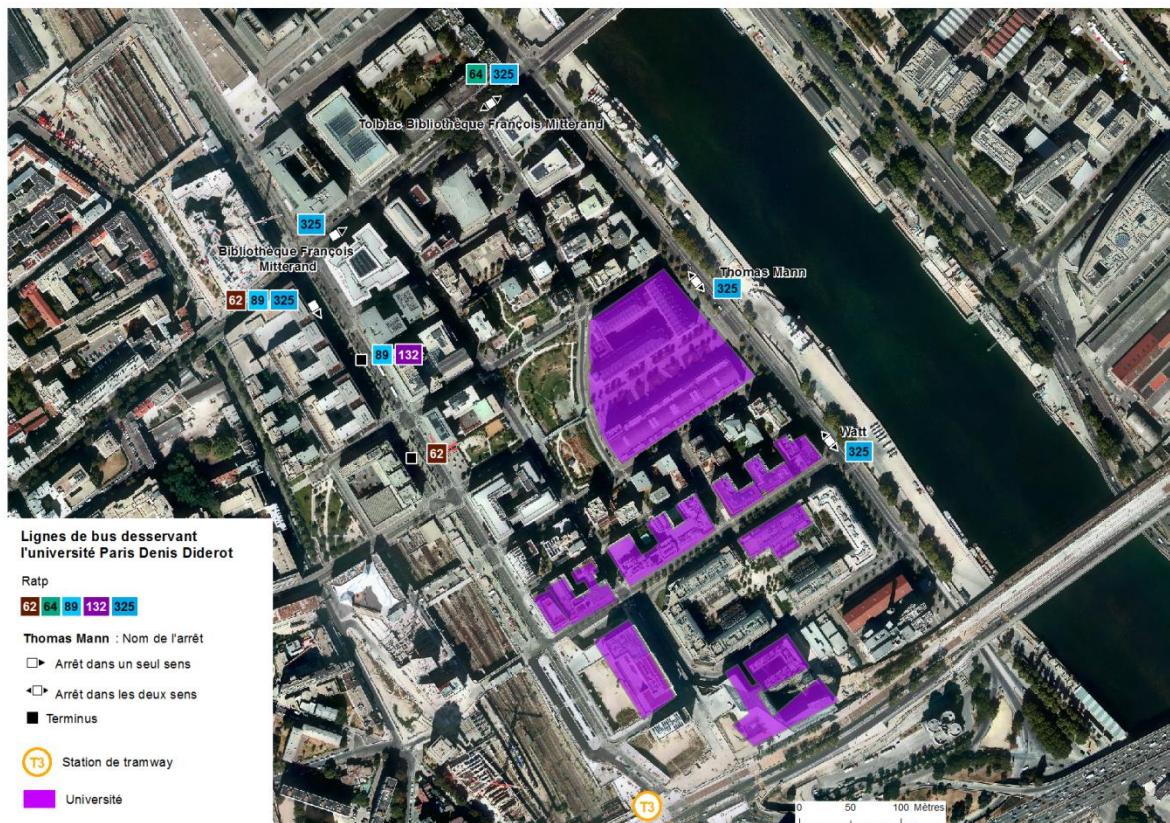 64 325
Tolbiac Bibliothèque François Mitterand
325
Bibliothèque François
Mitterand
62 89 325
Thomas Mann
325
89 132
Watt
325
62
Lignes de bus desservant
l'université Paris Denis Diderot
Ratp
62 64 89 132 325
Thomas Mann : Nom de l'arrêt
Arrêt dans un seul sens
Arrêt dans les deux sens
Terminus
T3 Station de tramway
Université
T3
0 50 100 Mètres